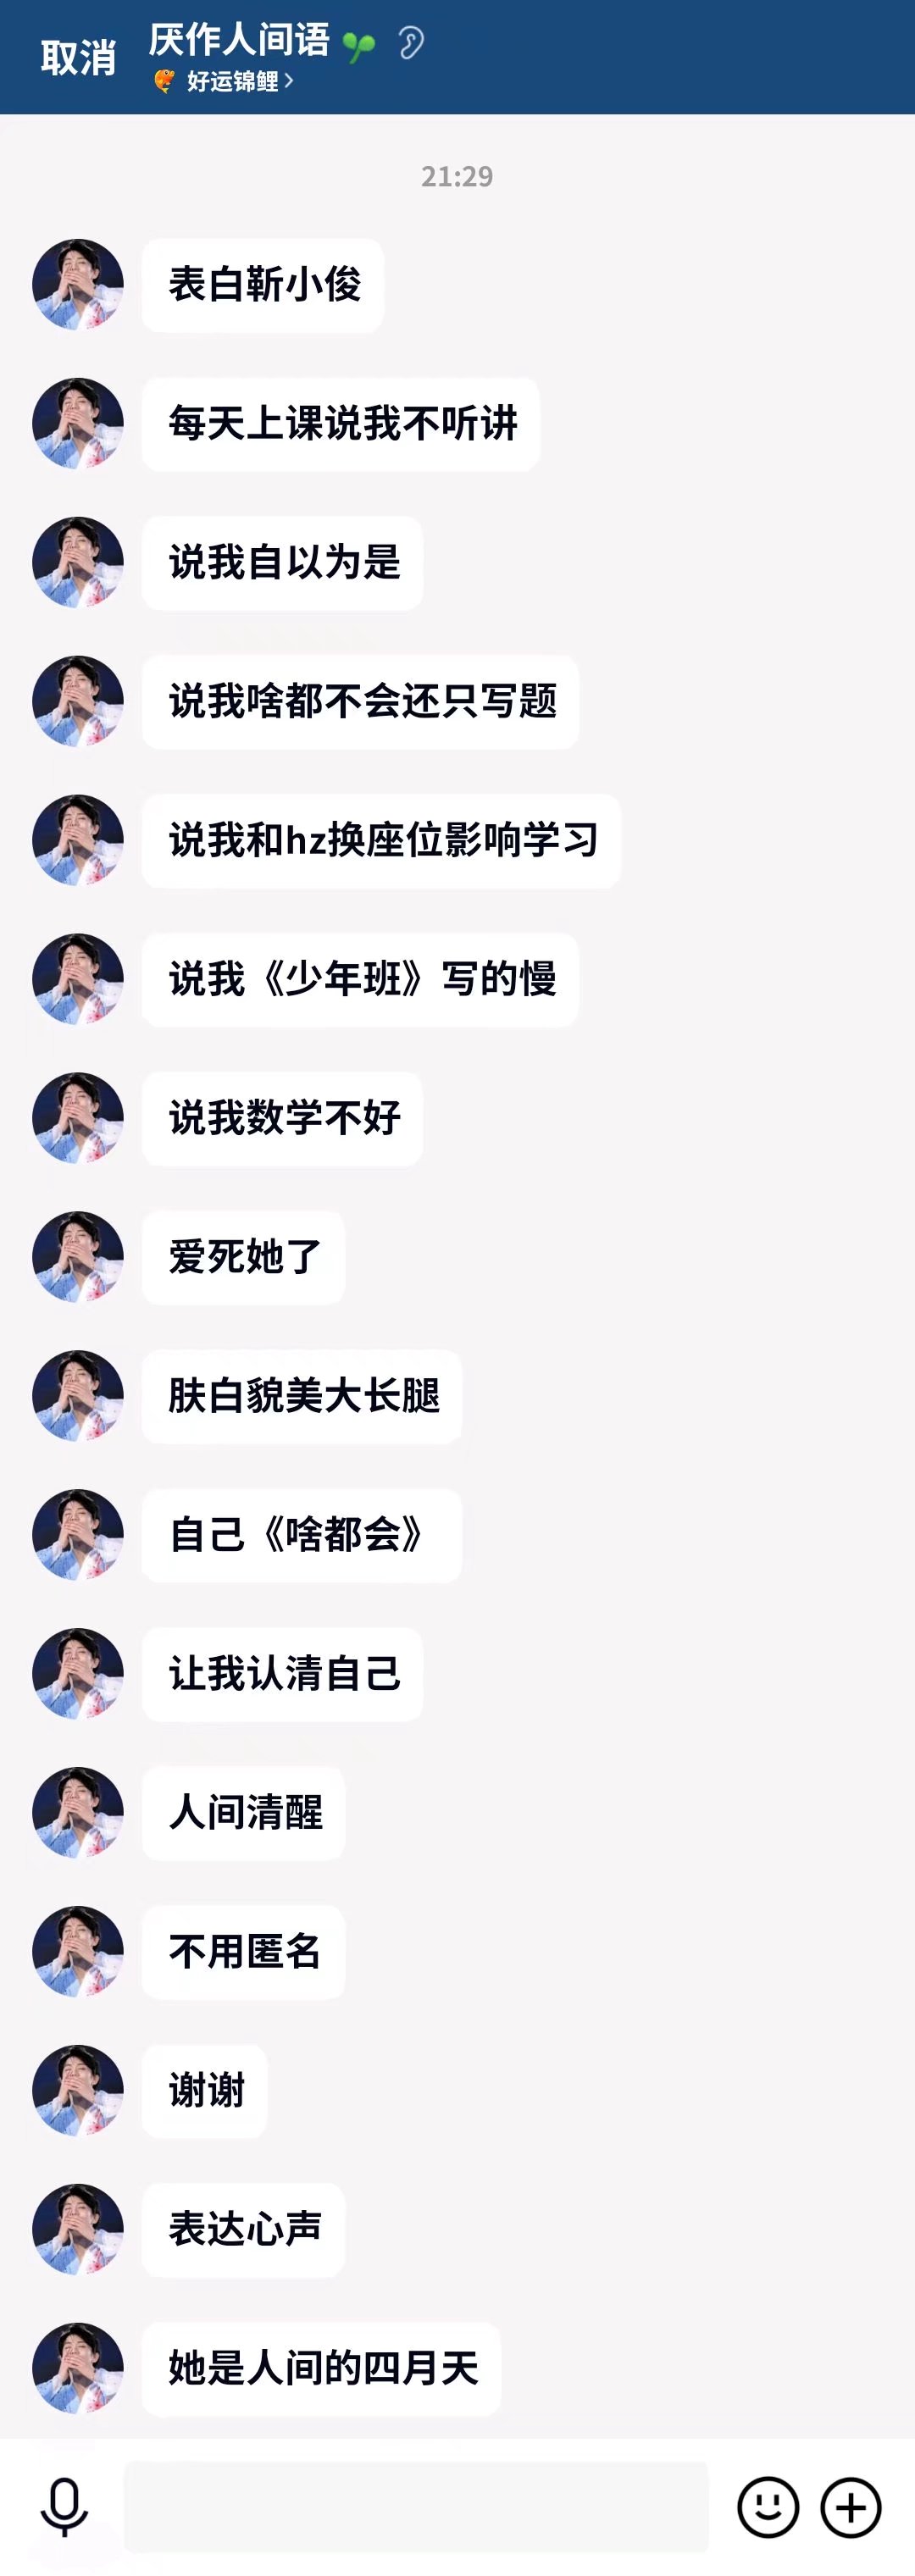 取消
厌作人间语
好运锦鲤
21:29
表白靳小俊
每天上课说我不听讲
说我自以为是
说我啥都不会还只写题
说我和hz换座位影响学习
说我《少年班》写的慢
说我数学不好
爱死她了
肤白貌美大长腿
自己《啥都会》
让我认清自己
人间清醒
不用匿名
谢谢
表达心声
她是人间的四月天